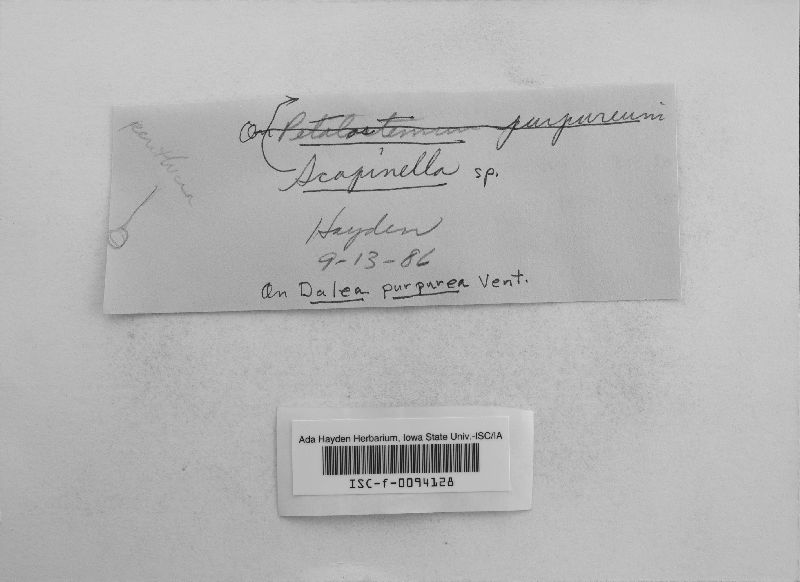 On Petalostemum purpureum
Scopinella sp.
perithecia
Hayden
9-13-86
On Dalea purpurea Vent.
Ada Hayden Herbarium, Iowa State Univ.-ISC/IA
ISC-f-0094128